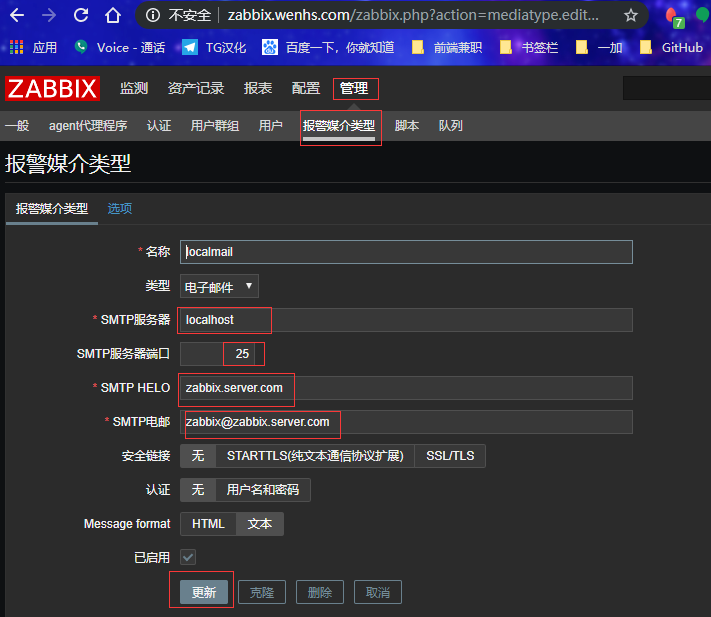 不安全 | zabbix.wenhs.com/zabbix.php?action=mediatype.edit...
7
应用 Voice - 通话 TG汉化 百度一下，你就知道 前端兼职 书签栏 一加 GitHub
ZABBIX 监测 资产记录 报表 配置 管理
一般 agent代理程序 认证 用户群组 用户 报警媒介类型 脚本 队列
报警媒介类型
报警媒介类型 选项
* 名称 localmail
类型 电子邮件 ▼
* SMTP服务器 localhost
SMTP服务器端口 25
* SMTP HELO zabbix.server.com
* SMTP电邮 zabbix@zabbix.server.com
安全链接 无 STARTTLS(纯文本通信协议扩展) SSL/TLS
认证 无 用户名和密码
Message format HTML 文本
已启用
更新 克隆 删除 取消